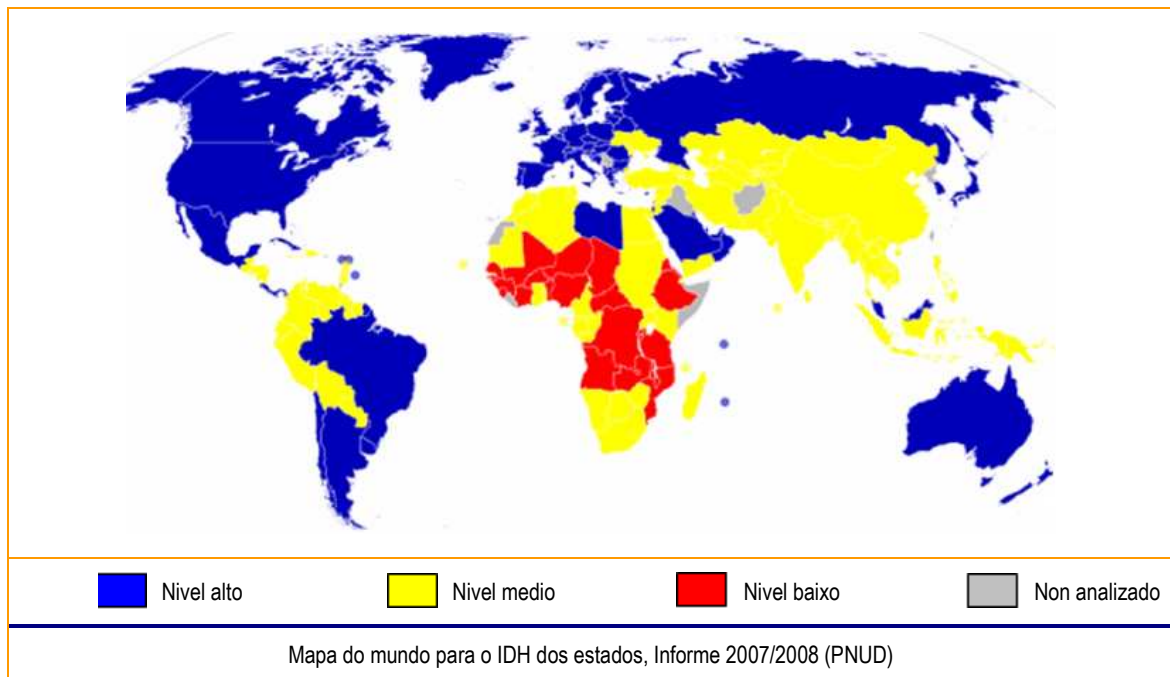 Nivel alto
Nivel medio
Nivel baixo
Non analizado
Mapa do mundo para o IDH dos estados, Informe 2007/2008 (PNUD)